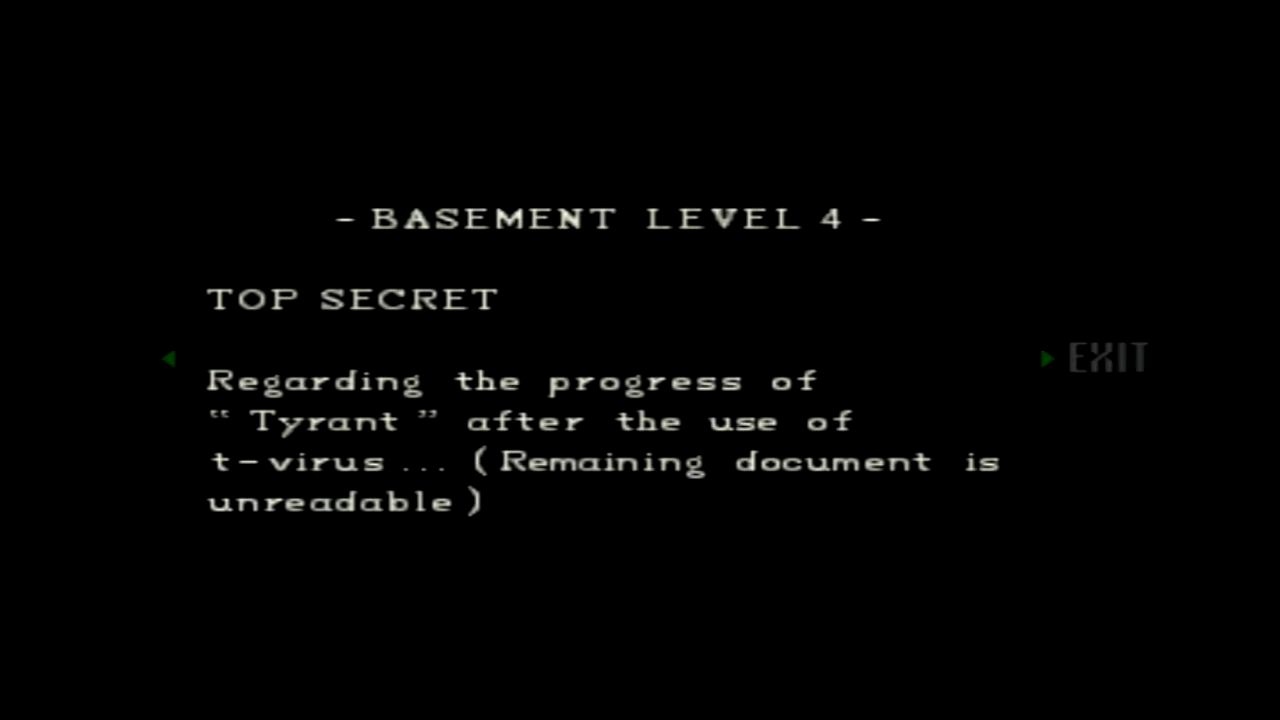 - BASEMENT LEVEL 4 -
TOP SECRET
EXIT
Regarding the progress of
“Tyrant” after the use of
t-virus... (Remaining document is
unreadable)